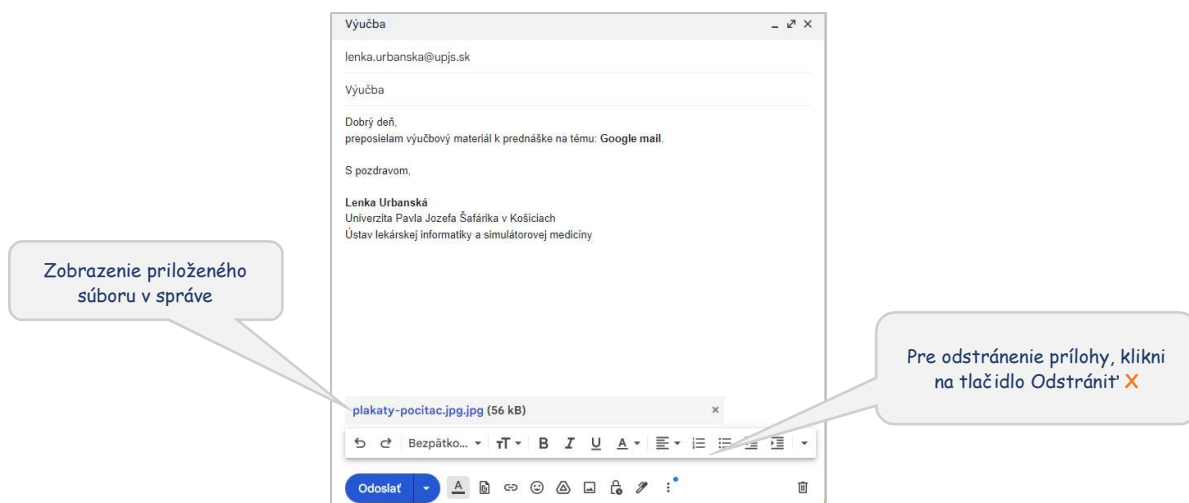 Výučba
lenka.urbanska@upjs.sk
Výučba
Dobrý deň,
preposielam výučbový materiál k prednáške na tému: Google mail.
S pozdravom,
Lenka Urbanská
Univerzita Pavla Jozefa Šafárika v Košiciach
Ústav lekárskej informatiky a simulátorovej medicíny
Zobrazenie priloženého
súboru v správe
Pre odstránenie prílohy, klikni
na tlačidlo Odstrániť X
plakaty-pocitac.jpg.jpg (56 kB)
Bezpätko...
Odoslať